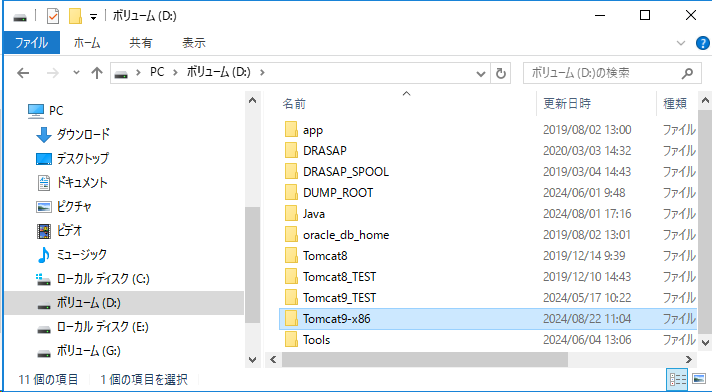 ボリューム (D:)
ファイル ホーム 共有 表示
PC ボリューム (D:) ボリューム (D:)の検索
名前 更新日時 種類
PC
ダウンロード
デスクトップ
ドキュメント
ピクチャ
ビデオ
ミュージック
ローカル ディスク (C:)
ボリューム (D:)
ローカル ディスク (E:)
ボリューム (G:)
app 2019/08/02 13:00 ファイル
DRASAP 2020/03/03 14:32 ファイル
DRASAP_SPOOL 2019/03/04 14:43 ファイル
DUMP_ROOT 2024/06/01 9:48 ファイル
Java 2024/08/01 17:16 ファイル
oracle_db_home 2019/08/02 13:01 ファイル
Tomcat8 2019/12/14 9:39 ファイル
Tomcat8_TEST 2019/12/10 14:43 ファイル
Tomcat9_TEST 2024/05/17 10:22 ファイル
Tomcat9-x86 2024/08/22 11:04 ファイル
Tools 2024/06/04 13:06 ファイル
11 個の項目 1 個の項目を選択